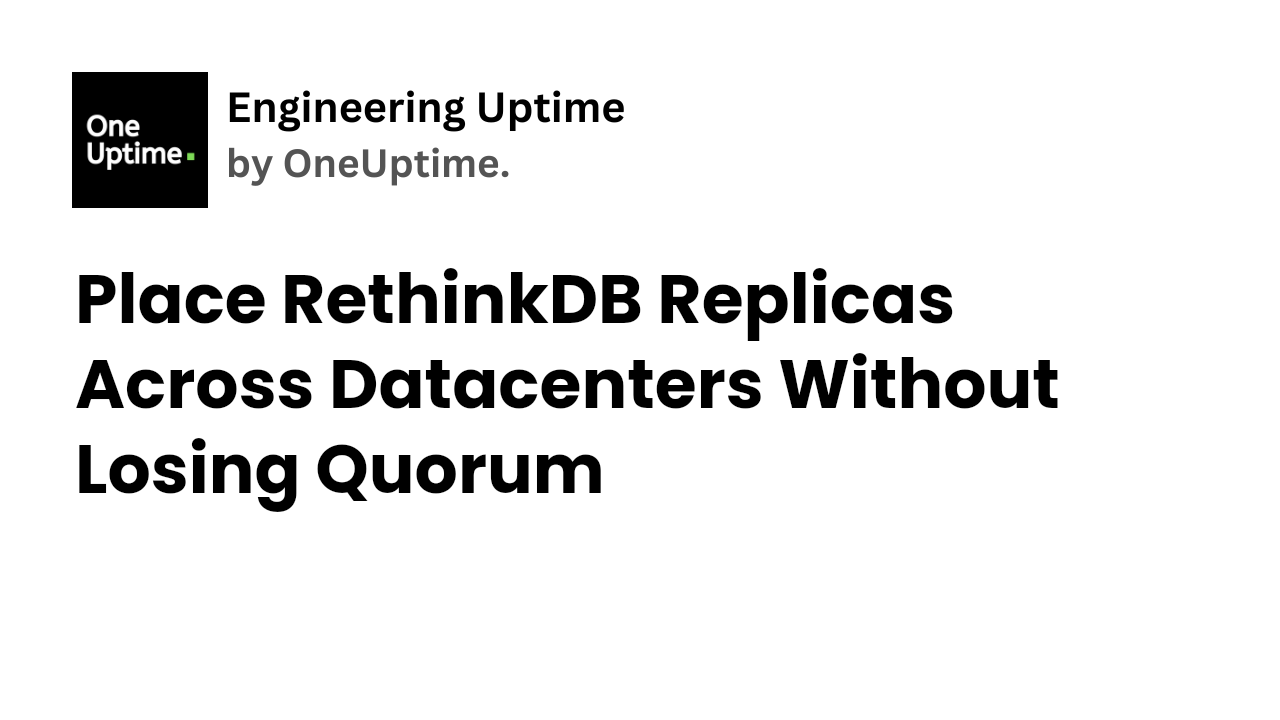 One
Uptime.
Engineering Uptime
by OneUptime.
Place RethinkDB Replicas
Across Datacenters Without
Losing Quorum